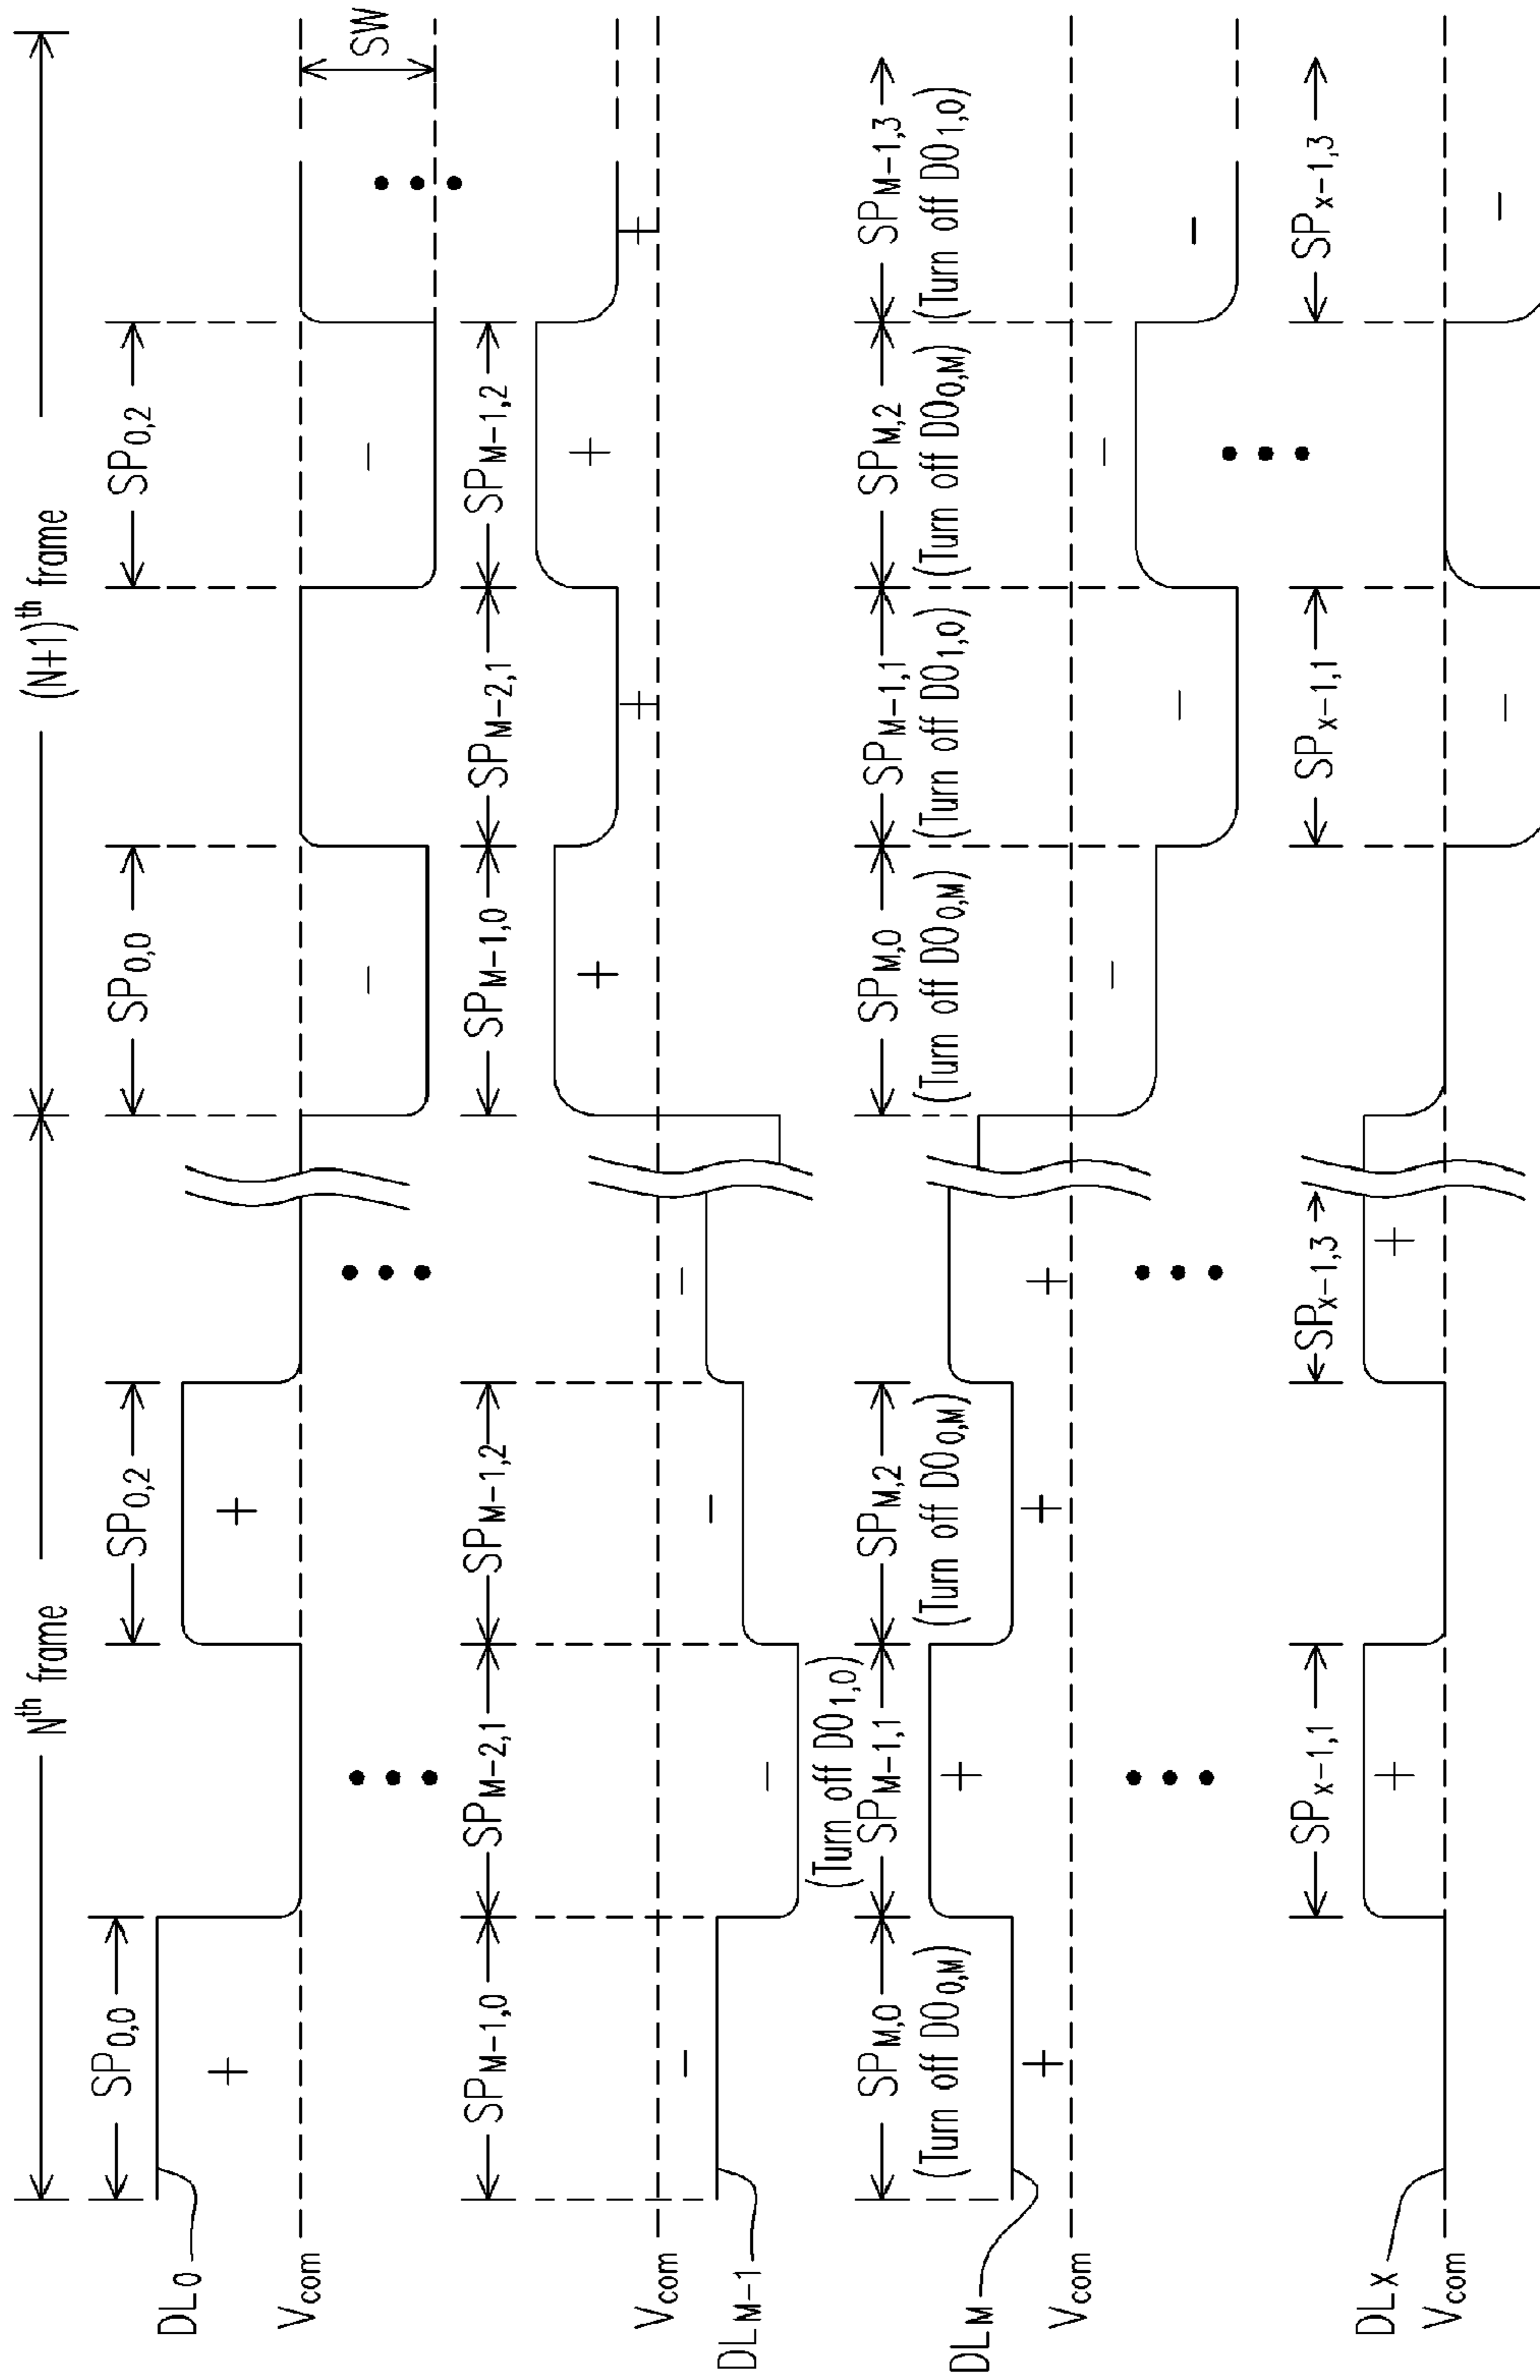 Nth frame (N+1)th frame
SP0,0 SP0,2 SP0,0 SP0,2
DL0
+ + − −
Vcom
SW
SPM−1,0 SPM−2,1 SPM−1,2 SPM−1,0 SPM−2,1 SPM−1,2
+ + + +
Vcom
− − − −
DLM−1
(Turn off DO1,0)
SPM,0 SPM−1,1 SPM,2 SPM,0 SPM−1,1 SPM,2 SPM−1,3
(Turn off DO0,M) (Turn off DO0,M) (Turn off DO0,M) (Turn off DO1,0) (Turn off DO0,M) (Turn off DO1,0)
DLM
+ + + +
Vcom
− − − −
SPx−1,1 SPx−1,3 SPx−1,1 SPx−1,3
DLX
+ +
Vcom
− −